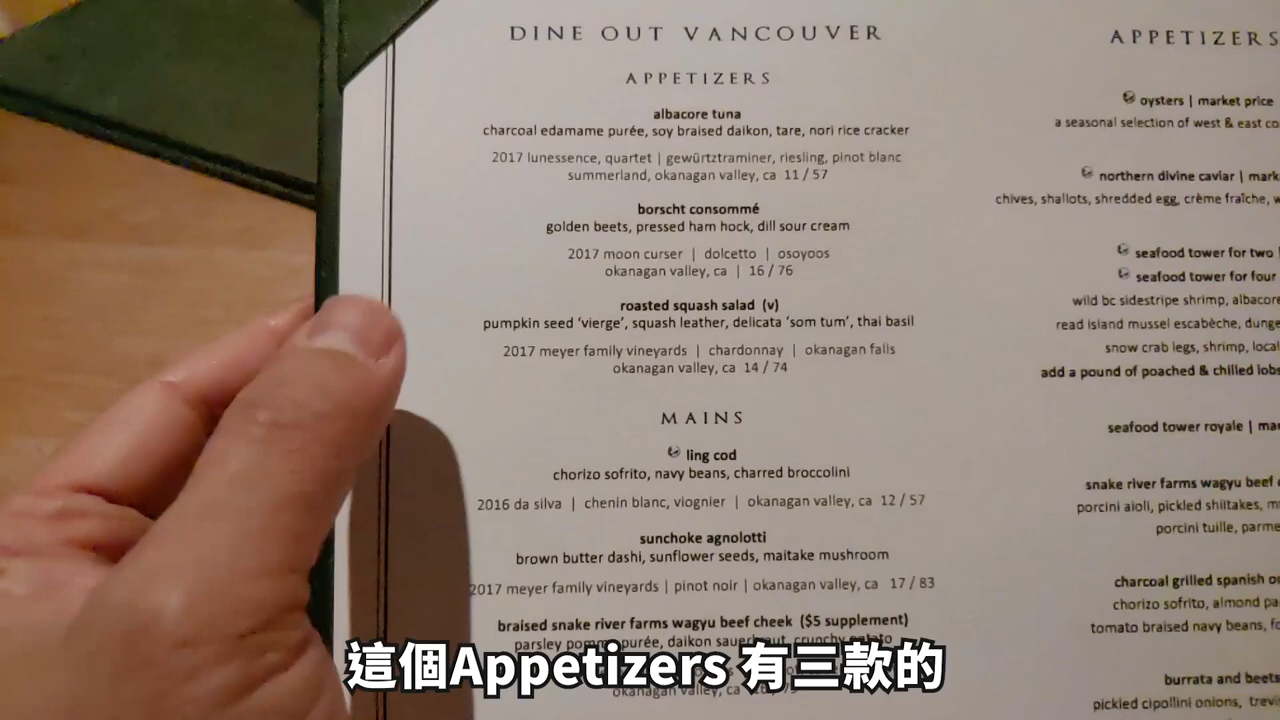 DINE OUT VANCOUVER
APPETIZERS
albacore tuna
charcoal edamame purée, soy braised daikon, tare, nori rice cracker
2017 lunessence, quartet | gewürtztraminer, riesling, pinot blanc
summerland, okanagan valley, ca 11 / 57
borscht consommé
golden beets, pressed ham hock, dill sour cream
2017 moon curser | dolcetto | osoyoos
okanagan valley, ca | 16 / 76
roasted squash salad (v)
pumpkin seed ‘vierge’, squash leather, delicata ‘som tum’, thai basil
2017 meyer family vineyards | chardonnay | okanagan falls
okanagan valley, ca 14 / 74
MAINS
ling cod
chorizo sofrito, navy beans, charred broccolini
2016 da silva | chenin blanc, viognier | okanagan valley, ca 12 / 57
sunchoke agnolotti
brown butter dashi, sunflower seeds, maitake mushroom
2017 meyer family vineyards | pinot noir | okanagan valley, ca 17 / 83
braised snake river farms wagyu beef cheek ($5 supplement)
parsley pomme purée, daikon sauerkraut, crunchy potato
okanagan valley, ca
APPETIZERS
oysters | market price
a seasonal selection of west & east
northern divine caviar |
chives, shallots, shredded egg, crème fraîche,
seafood tower for two |
seafood tower for four
wild bc sidestripe shrimp,
read island mussel escabèche,
snow crab legs, shrimp,
add a pound of poached & chilled
seafood tower royale |
snake river farms wagyu beef
porcini aioli, pickled shiitakes,
porcini tuille,
charcoal grilled spanish
chorizo sofrito, almond
tomato braised navy beans,
burrata and beets
pickled cipollini onions,
這個Appetizers 有三款的